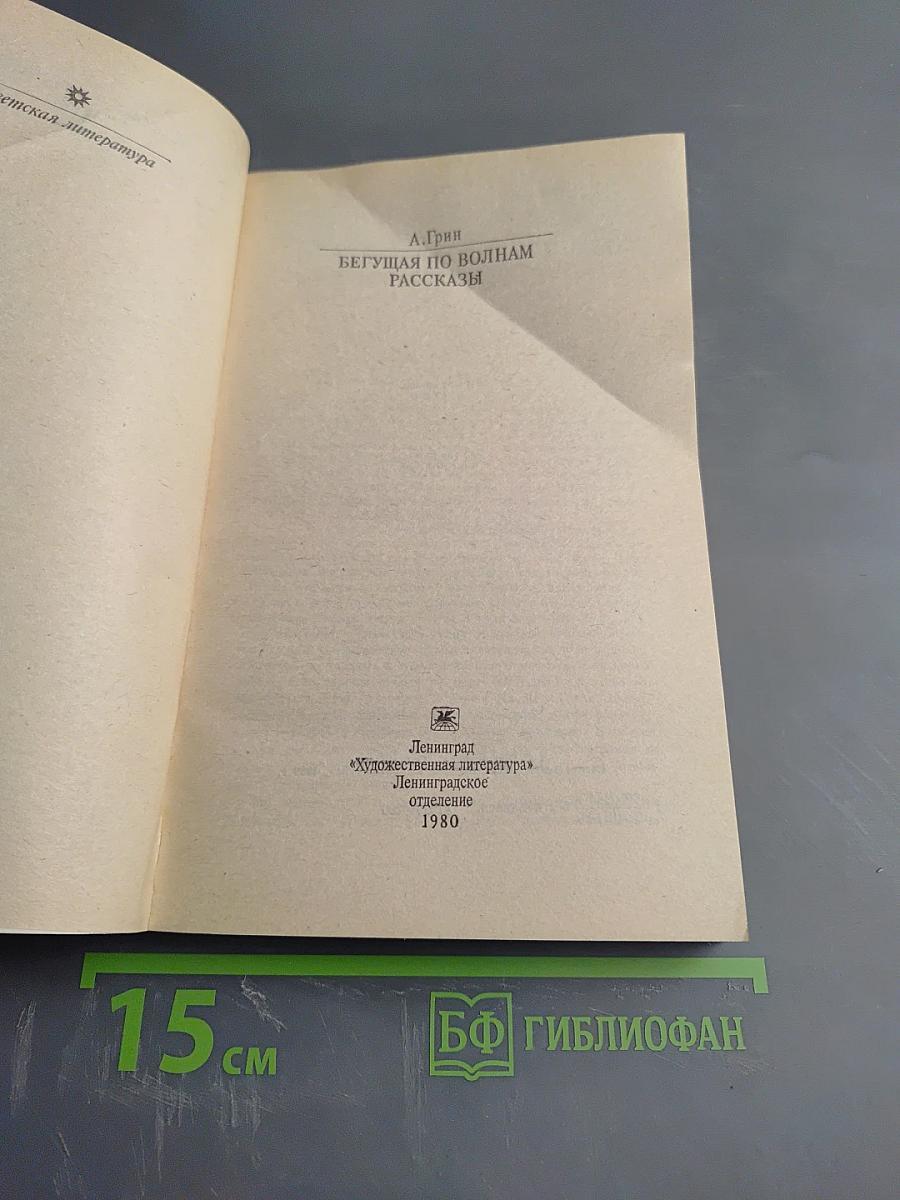 етская литература
А.Грин
БЕГУЩАЯ ПО ВОЛНАМ
РАССКАЗЫ
Ленинград
«Художественная литература»
Ленинградское
отделение
1980
15 см
БФ ГИБЛИОФАН